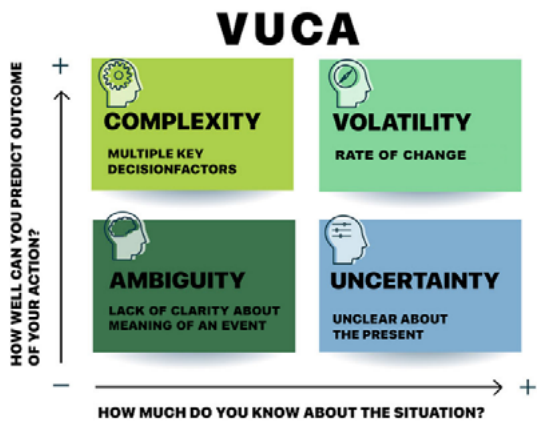 VUCA
HOW WELL CAN YOU PREDICT OUTCOME
OF YOUR ACTION?
+
COMPLEXITY
MULTIPLE KEY
DECISIONFACTORS
VOLATILITY
RATE OF CHANGE
AMBIGUITY
LACK OF CLARITY ABOUT
MEANING OF AN EVENT
UNCERTAINTY
UNCLEAR ABOUT
THE PRESENT
−
+
HOW MUCH DO YOU KNOW ABOUT THE SITUATION?